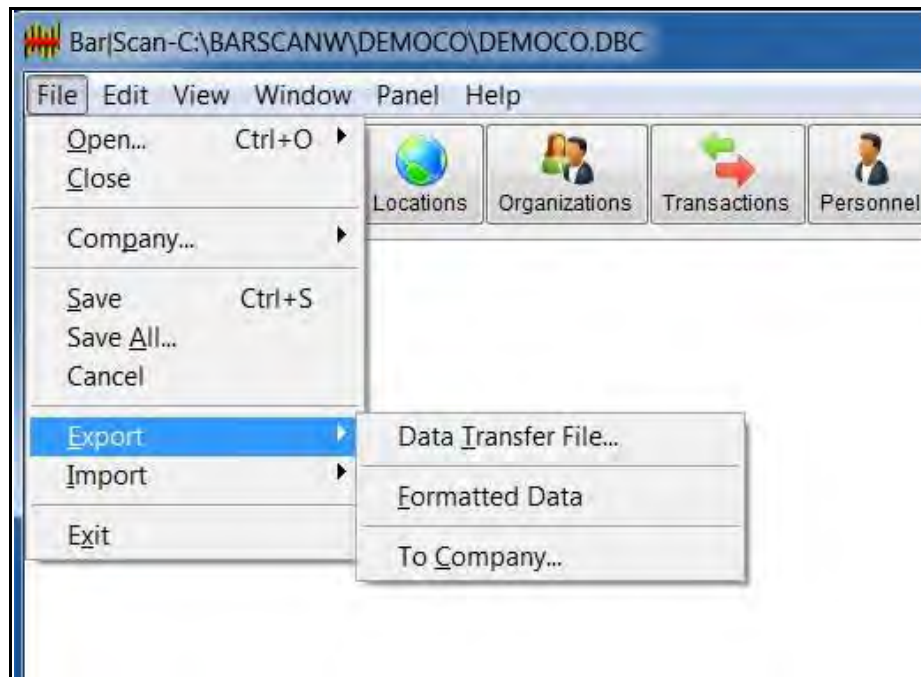 Bar|Scan-C:\BARSCANW\DEMOCO\DEMOCO.DBC
File Edit View Window Panel Help
Open... Ctrl+O
Close
Company...
Save Ctrl+S
Save All...
Cancel
Export
Import
Exit
Locations Organizations Transactions Personnel
Data Transfer File...
Formatted Data
To Company...